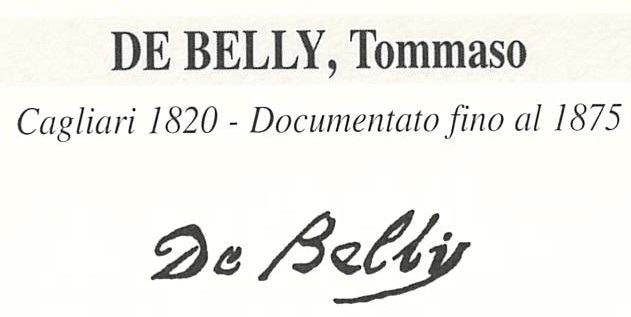 DE BELLY, Tommaso
Cagliari 1820 - Documentato fino al 1875
De Belly